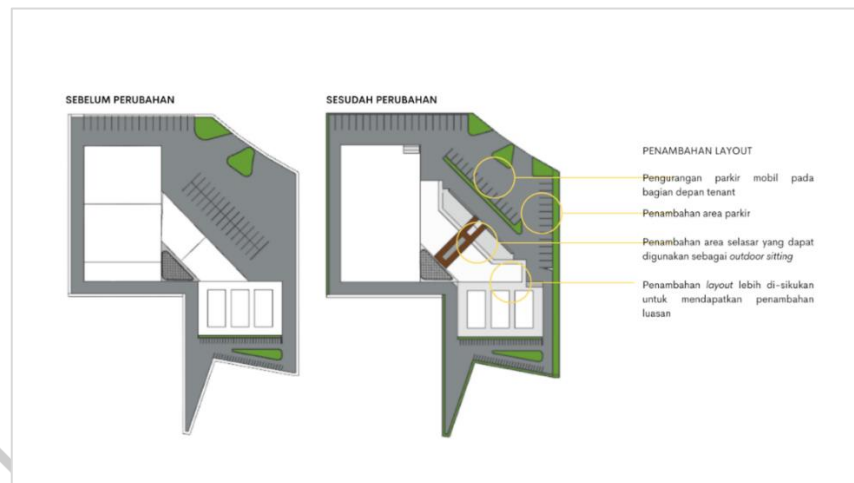 SEBELUM PERUBAHAN
SESUDAH PERUBAHAN
PENAMBAHAN LAYOUT
Pengurangan parkir mobil pada
bagian depan tenant
Penambahan area parkir
Penambahan area selasar yang dapat
digunakan sebagai outdoor sitting
Penambahan layout lebih di-sikukan
untuk mendapatkan penambahan
luasan